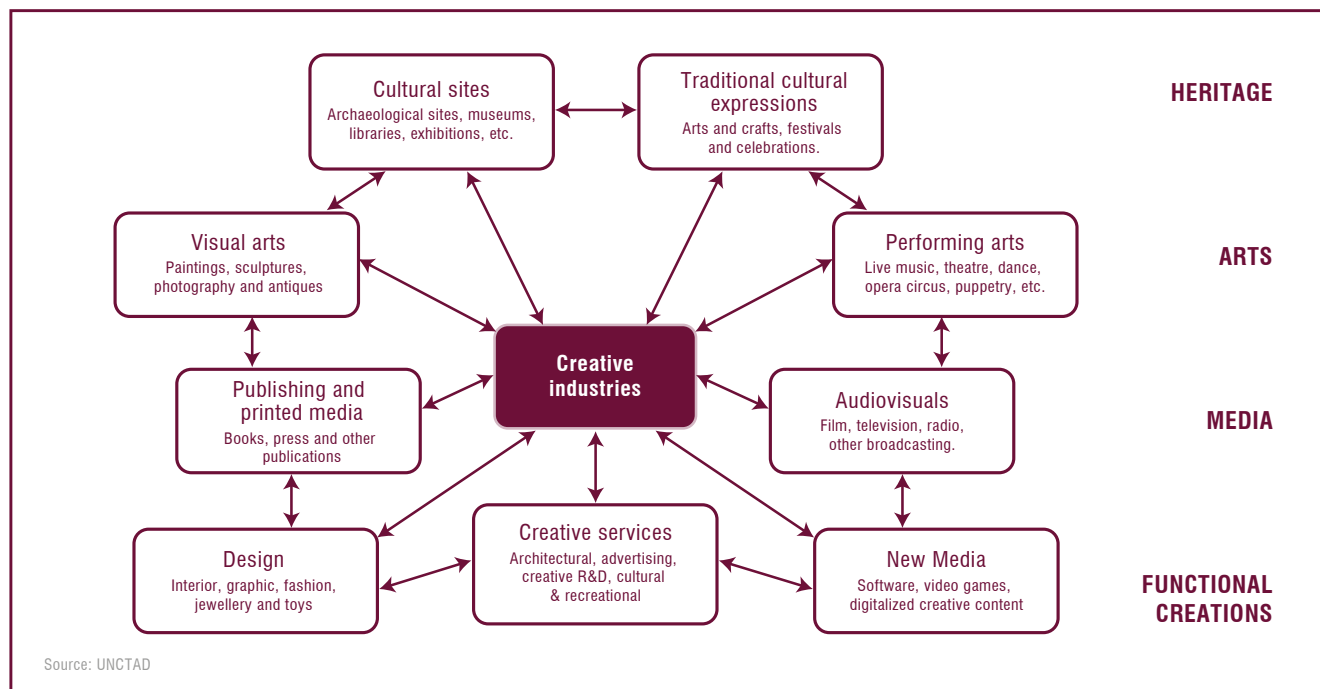 Cultural sites
Archaeological sites, museums,
libraries, exhibitions, etc.
Traditional cultural
expressions
Arts and crafts, festivals
and celebrations.
HERITAGE
Visual arts
Paintings, sculptures,
photography and antiques
Performing arts
Live music, theatre, dance,
opera circus, puppetry, etc.
ARTS
Creative
industries
Publishing and
printed media
Books, press and other
publications
Audiovisuals
Film, television, radio,
other broadcasting.
MEDIA
Design
Interior, graphic, fashion,
jewellery and toys
Creative services
Architectural, advertising,
creative R&D, cultural
& recreational
New Media
Software, video games,
digitalized creative content
FUNCTIONAL
CREATIONS
Source: UNCTAD